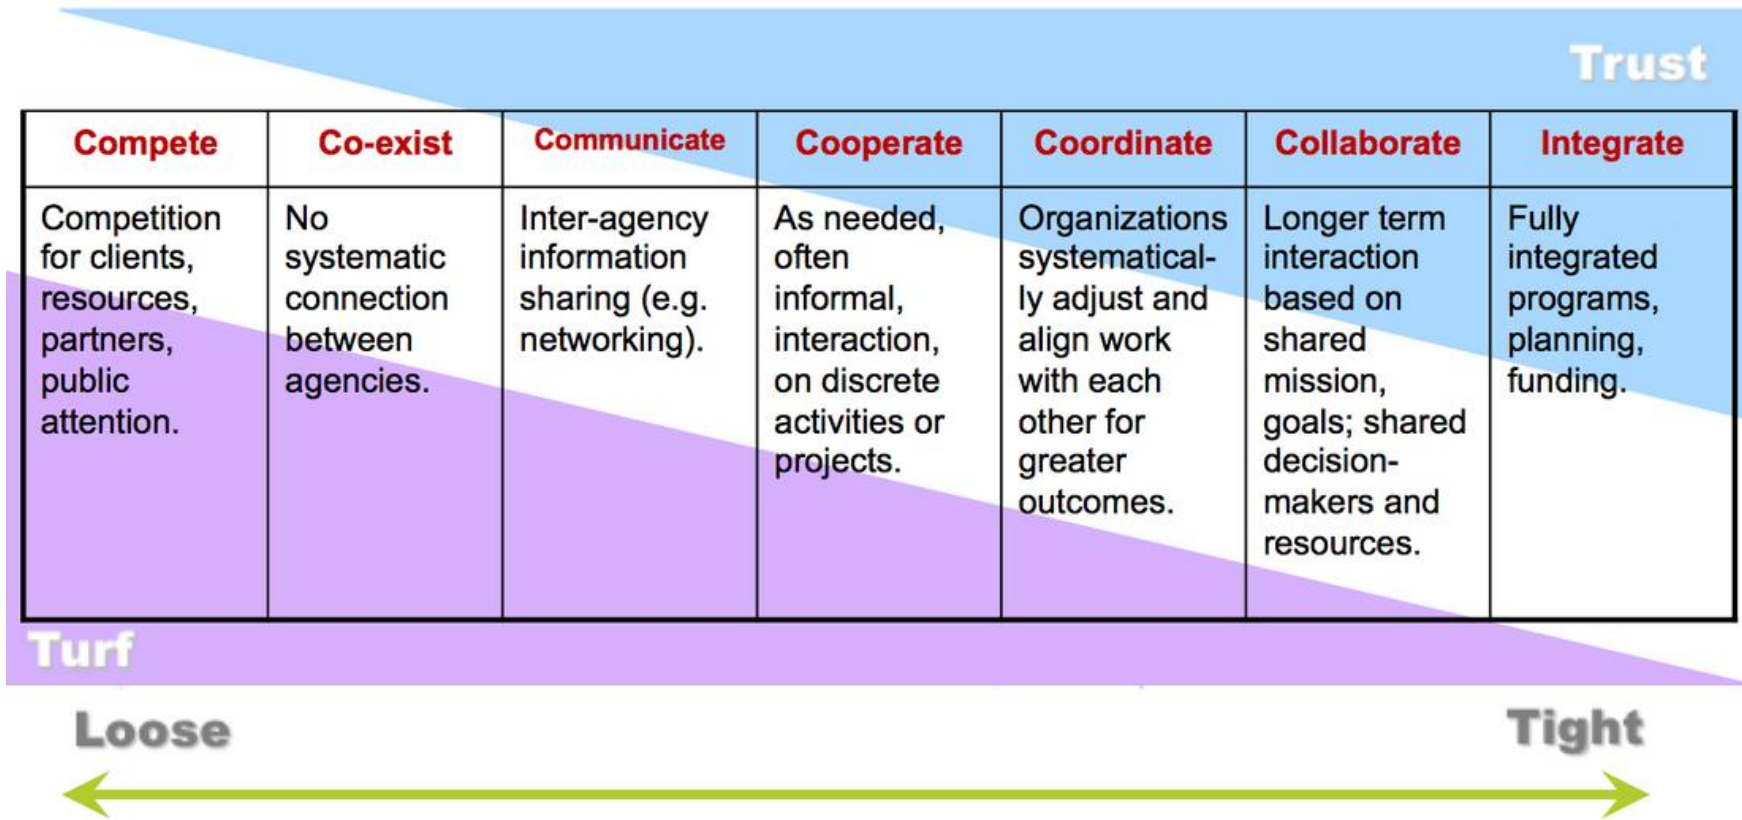 Trust
Compete
Co-exist
Communicate
Cooperate
Coordinate
Collaborate
Integrate
Competition
for clients,
resources,
partners,
public
attention.
No
systematic
connection
between
agencies.
Inter-agency
information
sharing (e.g.
networking).
As needed,
often
informal,
interaction,
on discrete
activities or
projects.
Organizations
systematical-
ly adjust and
align work
with each
other for
greater
outcomes.
Longer term
interaction
based on
shared
mission,
goals; shared
decision-
makers and
resources.
Fully
integrated
programs,
planning,
funding.
Turf
Loose
Tight